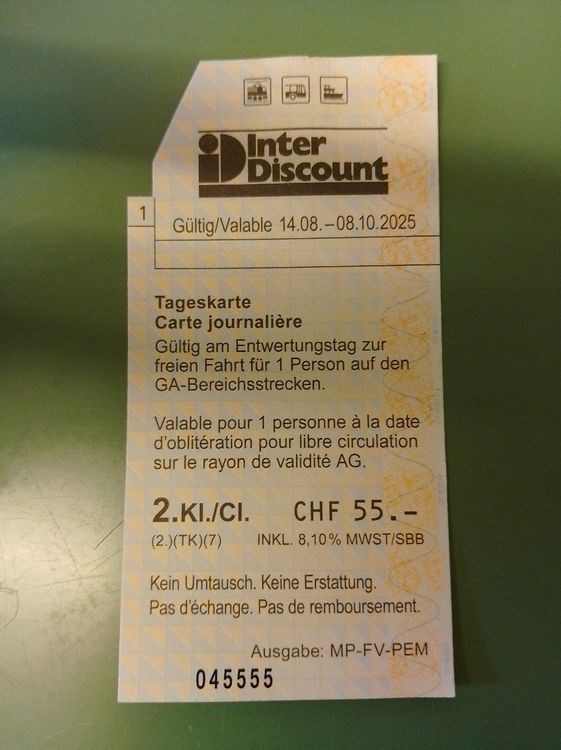 Inter
Discount
1
Gültig/Valable 14.08.–08.10.2025
Tageskarte
Carte journalière
Gültig am Entwertungstag zur
freien Fahrt für 1 Person auf den
GA-Bereichsstrecken.
Valable pour 1 personne à la date
d'oblitération pour libre circulation
sur le rayon de validité AG.
2.Kl./Cl. CHF 55.–
(2.)(TK)(7) INKL. 8,10% MWST/SBB
Kein Umtausch. Keine Erstattung.
Pas d'échange. Pas de remboursement.
Ausgabe: MP-FV-PEM
045555